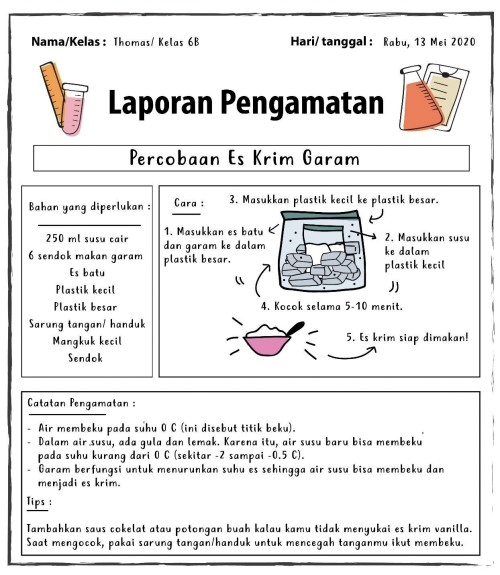 Nama/Kelas : Thomas/ Kelas 6B
Hari/ tanggal : Rabu, 13 Mei 2020
Laporan Pengamatan
Percobaan Es Krim Garam
Bahan yang diperlukan :
250 ml susu cair
6 sendok makan garam
Es batu
Plastik kecil
Plastik besar
Sarung tangan/ handuk
Mangkuk kecil
Sendok
Cara :
1. Masukkan es batu
dan garam ke dalam
plastik besar.
2. Masukkan susu
ke dalam
plastik kecil
3. Masukkan plastik kecil ke plastik besar.
4. Kocok selama 5-10 menit.
5. Es krim siap dimakan!
Catatan Pengamatan :
- Air membeku pada suhu 0 C (ini disebut titik beku).
- Dalam air susu, ada gula dan lemak. Karena itu, air susu baru bisa membeku
pada suhu kurang dari 0 C (sekitar -2 sampai -0.5 C).
- Garam berfungsi untuk menurunkan suhu es sehingga air susu bisa membeku dan
menjadi es krim.
Tips :
Tambahkan saus cokelat atau potongan buah kalau kamu tidak menyukai es krim vanilla.
Saat mengocok, pakai sarung tangan/handuk untuk mencegah tanganmu ikut membeku.